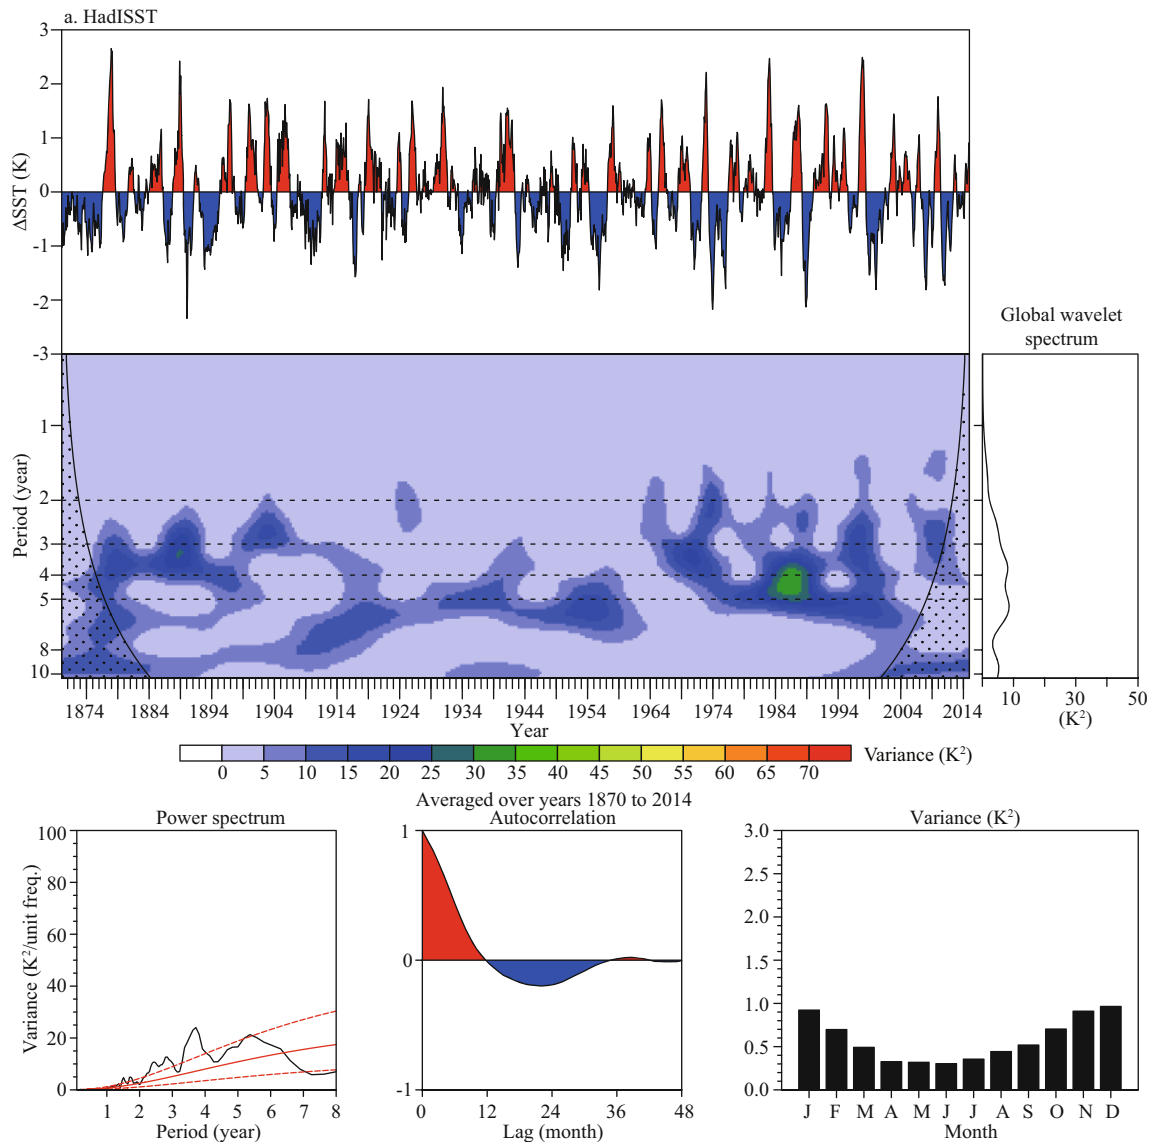 a. HadISST
3
2
1
0
-1
-2
-3
ΔSST (K)
Global wavelet
spectrum
1
2
3
4
5
8
10
Period (year)
1874 1884 1894 1904 1914 1924 1934 1944 1954 1964 1974 1984 1994 2004 2014
Year
10 30 50
(K²)
0 5 10 15 20 25 30 35 40 45 50 55 60 65 70
Variance (K²)
Averaged over years 1870 to 2014
Power spectrum
100
80
60
40
20
0
Variance (K²/unit freq.)
1 2 3 4 5 6 7 8
Period (year)
Autocorrelation
1
0
-1
0 12 24 36 48
Lag (month)
Variance (K²)
3.0
2.5
2.0
1.5
1.0
0.5
0.0
J F M A M J J A S O N D
Month